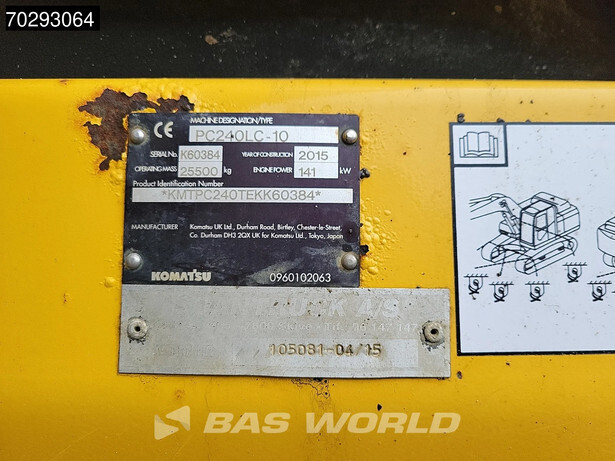 70293064
CE
MACHINE DESIGNATION/TYPE
PC240LC-10
SERIAL No. K60384 YEAR OF CONSTRUCTION 2015
OPERATING MASS 25500 kg ENGINE POWER 141 kW
Product Identification Number
*KMTPC240TEKK60384*
MANUFACTURER Komatsu UK Ltd., Durham Road, Birtley, Chester-le-Street,
Co. Durham DH3 2QX UK for Komatsu Ltd., Tokyo, Japan
KOMATSU 0960102063
A/S
105081-04/15
BAS WORLD